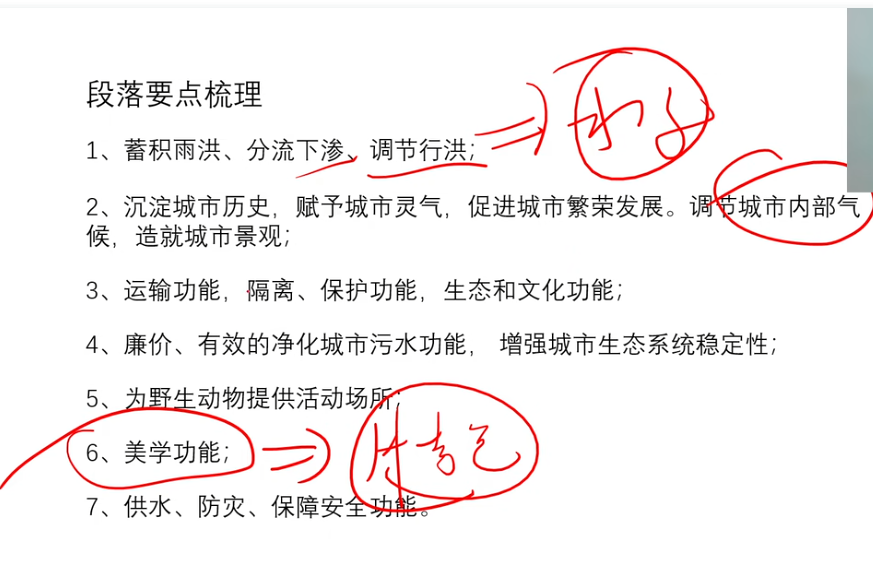 段落要点梳理
1、蓄积雨洪、分流下渗、调节行洪；
2、沉淀城市历史，赋予城市灵气，促进城市繁荣发展。调节城市内部气
候，造就城市景观；
3、运输功能，隔离、保护功能，生态和文化功能；
4、廉价、有效的净化城市污水功能， 增强城市生态系统稳定性；
5、为野生动物提供活动场所；
6、美学功能；
7、供水、防灾、保障安全功能。